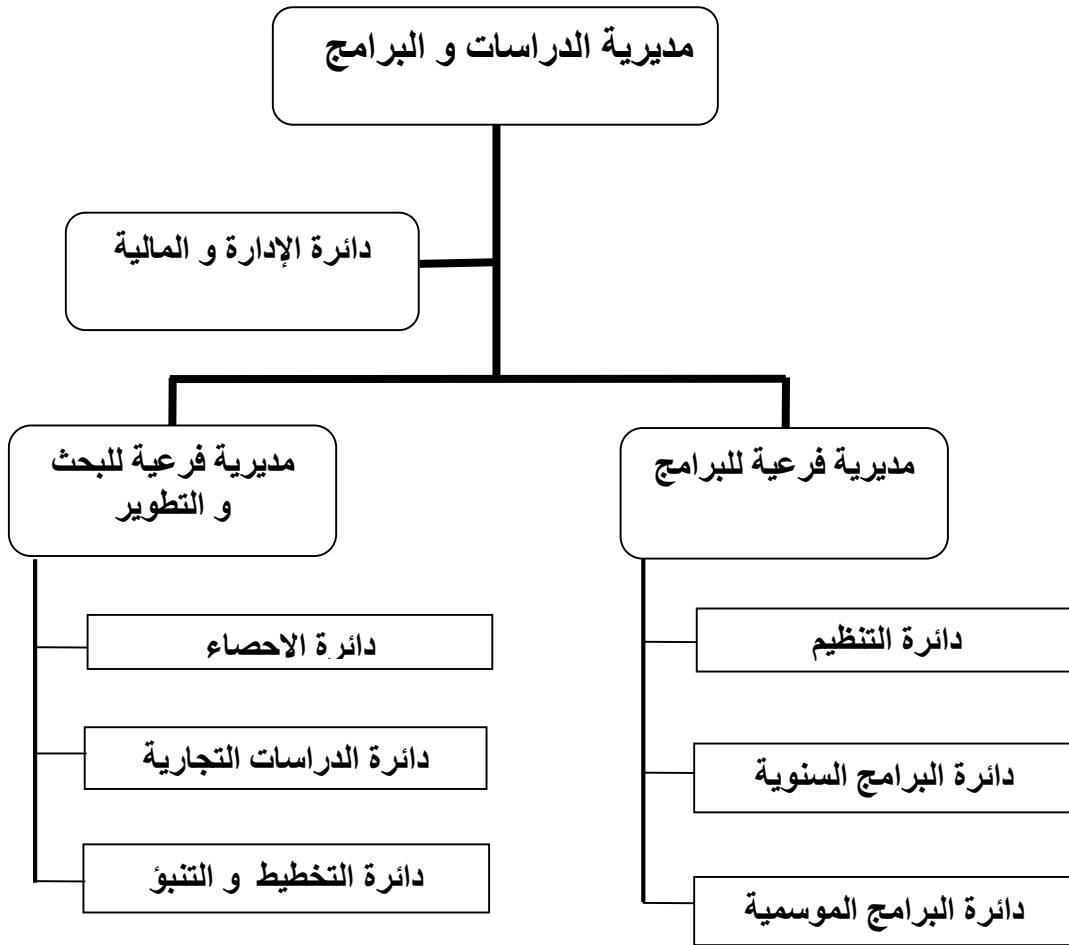 مديرية الدراسات و البرامج
دائرة الإدارة و المالية
مديرية فرعية للبرامج
مديرية فرعية للبحث
و التطوير
دائرة التنظيم
دائرة الاحصاء
دائرة البرامج السنوية
دائرة الدراسات التجارية
دائرة البرامج الموسمية
دائرة التخطيط و التنبؤ